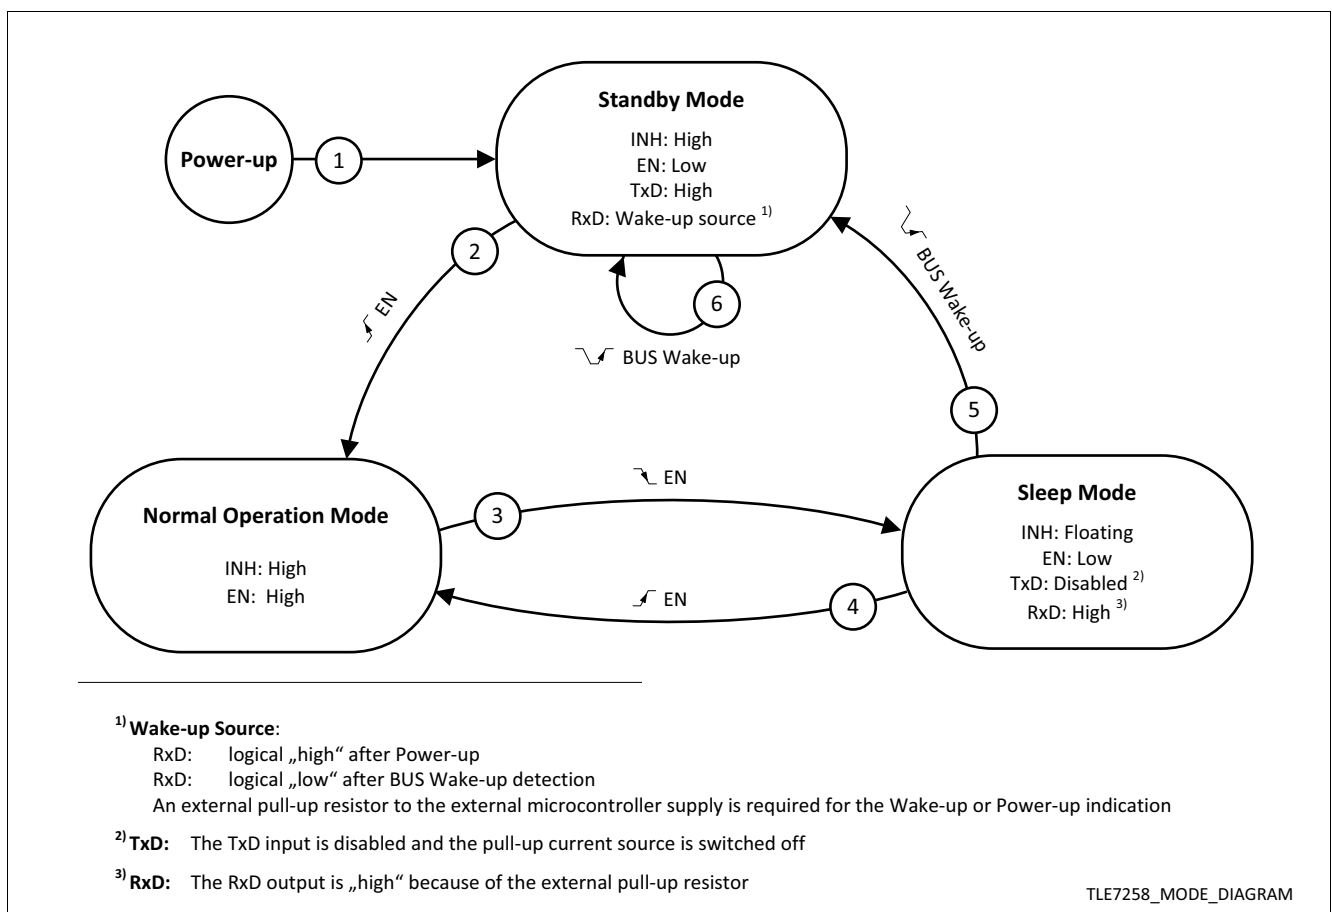 Standby Mode
INH: High
EN: Low
TxD: High
RxD: Wake-up source 1)
Power-up
1
2
EN
6
BUS Wake-up
BUS Wake-up
5
Normal Operation Mode
INH: High
EN: High
3
EN
4
EN
Sleep Mode
INH: Floating
EN: Low
TxD: Disabled 2)
RxD: High 3)
1) Wake-up Source:
RxD: logical „high“ after Power-up
RxD: logical „low“ after BUS Wake-up detection
An external pull-up resistor to the external microcontroller supply is required for the Wake-up or Power-up indication
2) TxD: The TxD input is disabled and the pull-up current source is switched off
3) RxD: The RxD output is „high“ because of the external pull-up resistor
TLE7258_MODE_DIAGRAM